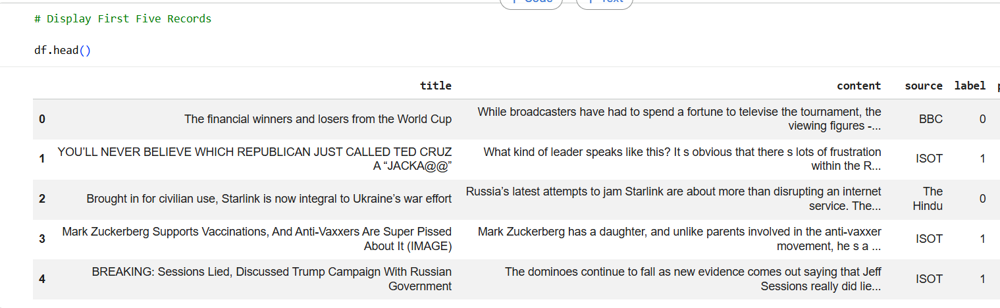 + Code + Text
# Display First Five Records
df.head()
title content source label
0 The financial winners and losers from the World Cup While broadcasters have had to spend a fortune to televise the tournament, the viewing figures -... BBC 0
1 YOU’LL NEVER BELIEVE WHICH REPUBLICAN JUST CALLED TED CRUZ A “JACKA@@” What kind of leader speaks like this? It s obvious that there s lots of frustration within the R... ISOT 1
2 Brought in for civilian use, Starlink is now integral to Ukraine’s war effort Russia’s latest attempts to jam Starlink are about more than disrupting an internet service. The... The Hindu 0
3 Mark Zuckerberg Supports Vaccinations, And Anti-Vaxxers Are Super Pissed About It (IMAGE) Mark Zuckerberg has a daughter, and unlike parents involved in the anti-vaxxer movement, he s a ... ISOT 1
4 BREAKING: Sessions Lied, Discussed Trump Campaign With Russian Government The dominoes continue to fall as new evidence comes out saying that Jeff Sessions really did lie... ISOT 1